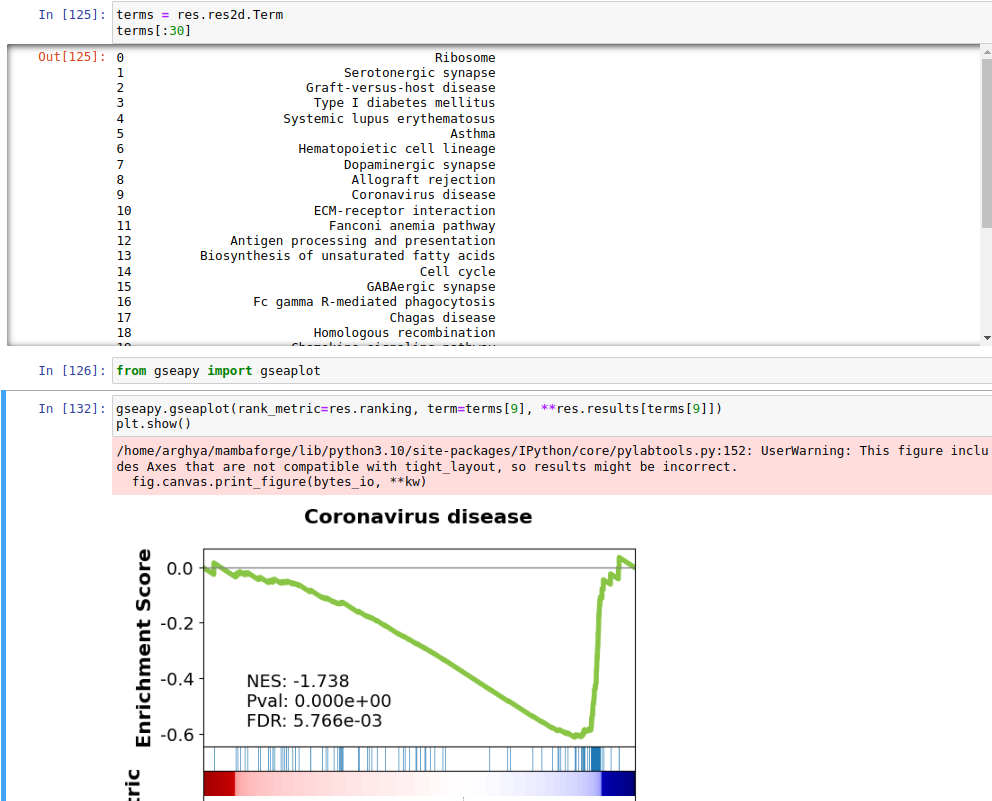 In [125]: terms = res.res2d.Term
terms[:30]
Out[125]: 0 Ribosome
1 Serotonergic synapse
2 Graft-versus-host disease
3 Type I diabetes mellitus
4 Systemic lupus erythematosus
5 Asthma
6 Hematopoietic cell lineage
7 Dopaminergic synapse
8 Allograft rejection
9 Coronavirus disease
10 ECM-receptor interaction
11 Fanconi anemia pathway
12 Antigen processing and presentation
13 Biosynthesis of unsaturated fatty acids
14 Cell cycle
15 GABAergic synapse
16 Fc gamma R-mediated phagocytosis
17 Chagas disease
18 Homologous recombination
In [126]: from gseapy import gseaplot
In [132]: gseapy.gseaplot(rank_metric=res.ranking, term=terms[9], **res.results[terms[9]])
plt.show()
/home/arghya/mambaforge/lib/python3.10/site-packages/IPython/core/pylabtools.py:152: UserWarning: This figure inclu
des Axes that are not compatible with tight_layout, so results might be incorrect.
fig.canvas.print_figure(bytes_io, **kw)
Coronavirus disease
Enrichment Score
0.0
-0.2
-0.4
-0.6
NES: -1.738
Pval: 0.000e+00
FDR: 5.766e-03
tric